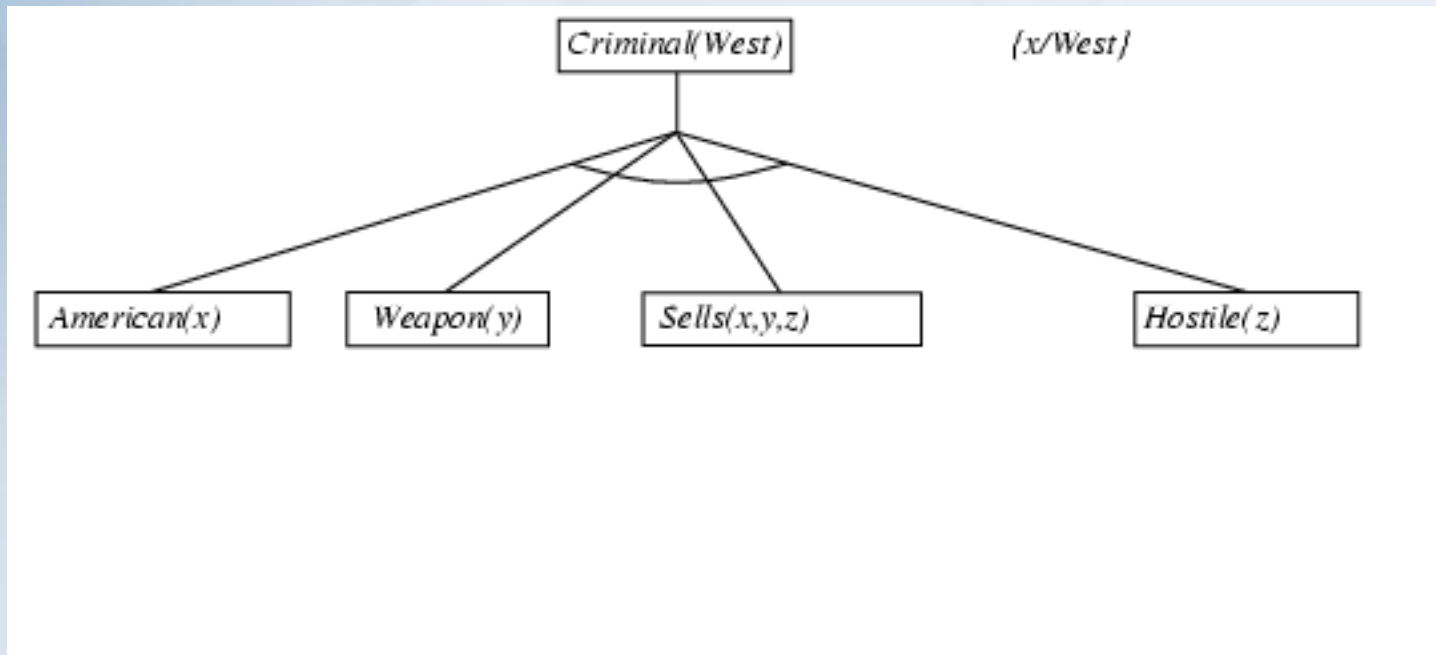 Criminal(West) {x/West}
American(x) Weapon(y) Sells(x,y,z) Hostile(z)